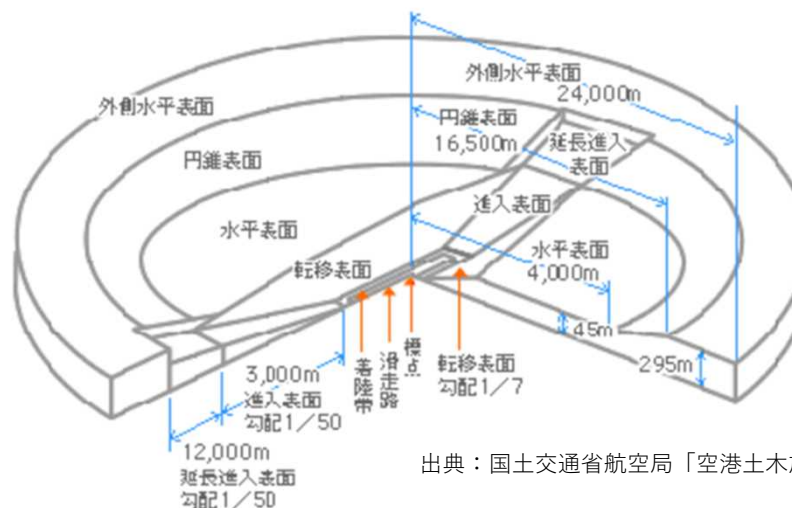 外側水平表面
24,000m
外側水平表面
円錐表面
16,500m
延長進入
表面
円錐表面
進入表面
水平表面
水平表面
4,000m
転移表面
45m
295m
着陸帯
滑走路
標点
転移表面
勾配1/7
3,000m
進入表面
勾配1/50
12,000m
延長進入表面
勾配1/50
出典:国土交通省航空局「空港土木